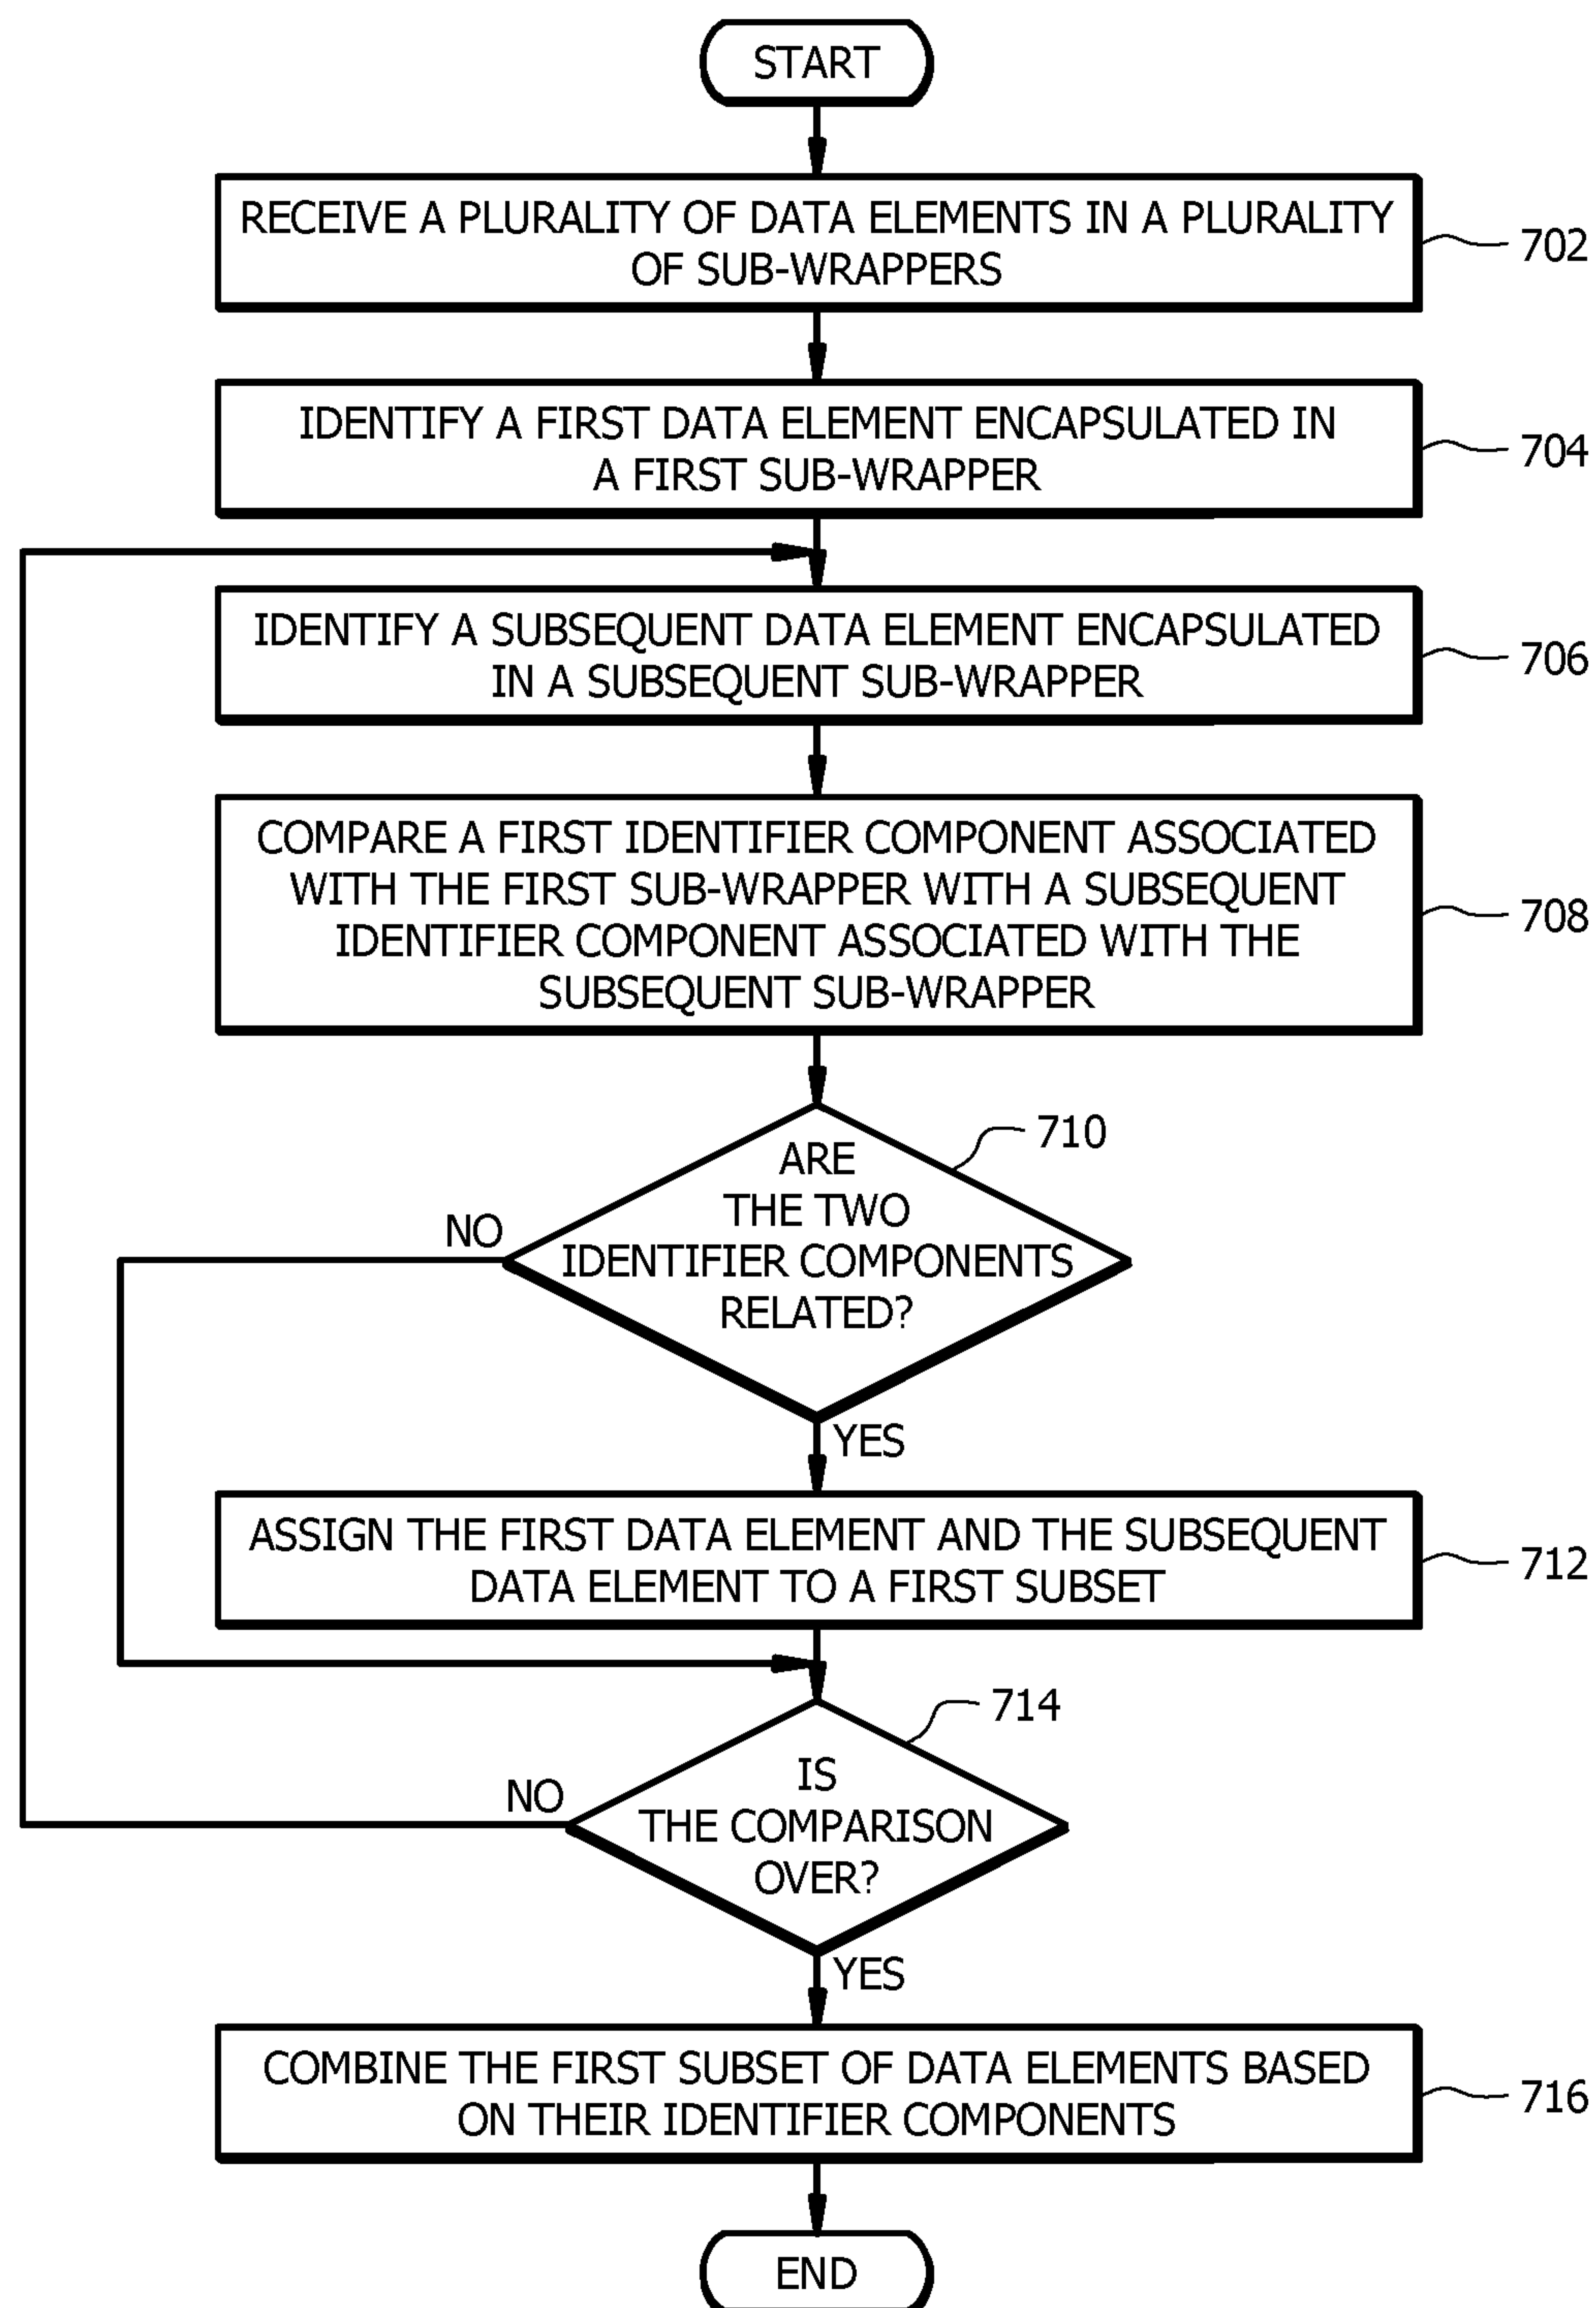 START
RECEIVE A PLURALITY OF DATA ELEMENTS IN A PLURALITY
OF SUB-WRAPPERS
702
IDENTIFY A FIRST DATA ELEMENT ENCAPSULATED IN
A FIRST SUB-WRAPPER
704
IDENTIFY A SUBSEQUENT DATA ELEMENT ENCAPSULATED
IN A SUBSEQUENT SUB-WRAPPER
706
COMPARE A FIRST IDENTIFIER COMPONENT ASSOCIATED
WITH THE FIRST SUB-WRAPPER WITH A SUBSEQUENT
IDENTIFIER COMPONENT ASSOCIATED WITH THE
SUBSEQUENT SUB-WRAPPER
708
ARE
THE TWO
IDENTIFIER COMPONENTS
RELATED?
710
NO
YES
ASSIGN THE FIRST DATA ELEMENT AND THE SUBSEQUENT
DATA ELEMENT TO A FIRST SUBSET
712
IS
THE COMPARISON
OVER?
714
NO
YES
COMBINE THE FIRST SUBSET OF DATA ELEMENTS BASED
ON THEIR IDENTIFIER COMPONENTS
716
END